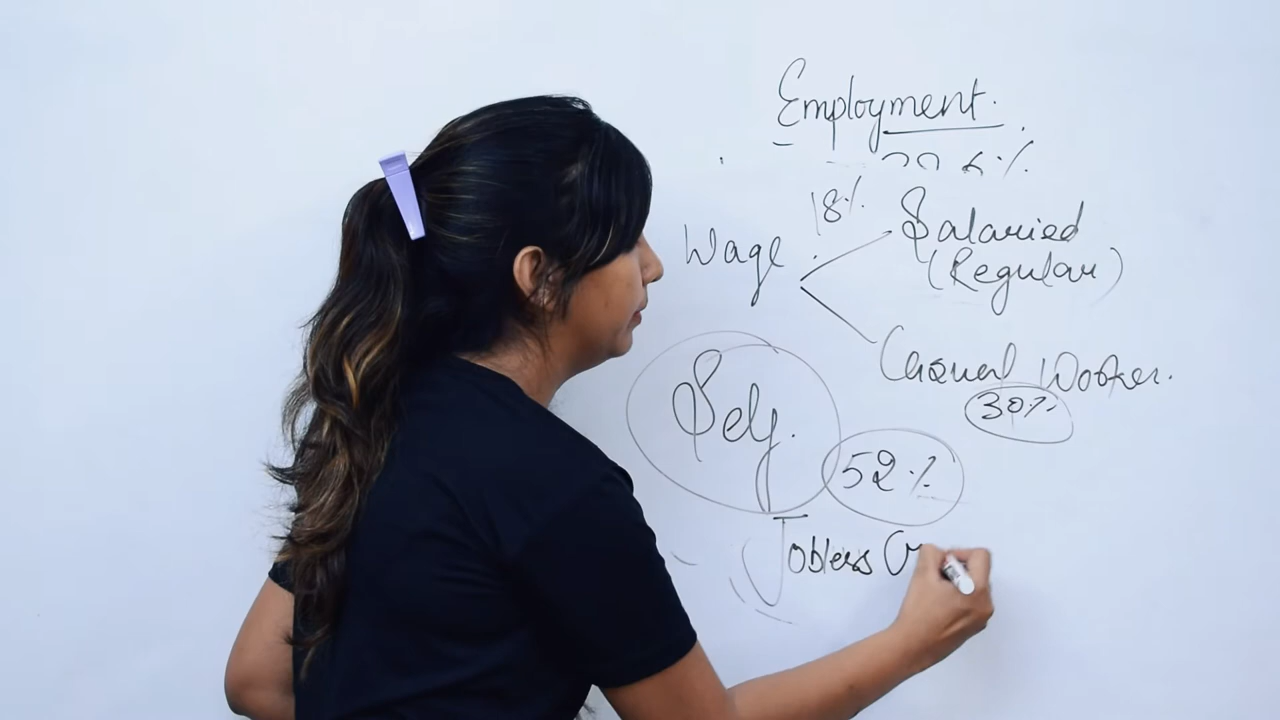 Employment.
18%
Wage
Salaried
(Regular)
Casual Worker.
30%
Self.
52%
Jobless